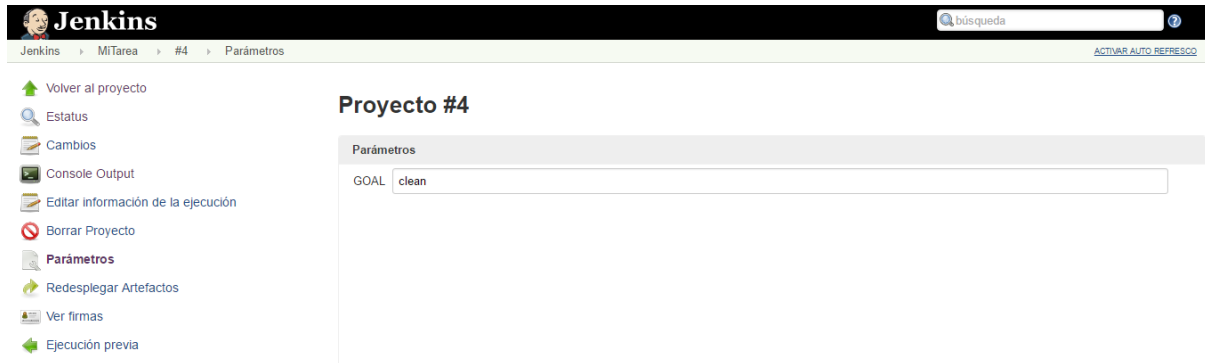 Jenkins
búsqueda
Jenkins MiTarea #4 Parámetros
ACTIVAR AUTO REFRESCO
Volver al proyecto
Estatus
Cambios
Console Output
Editar información de la ejecución
Borrar Proyecto
Parámetros
Redesplegar Artefactos
Ver firmas
Ejecución previa
Proyecto #4
Parámetros
GOAL clean